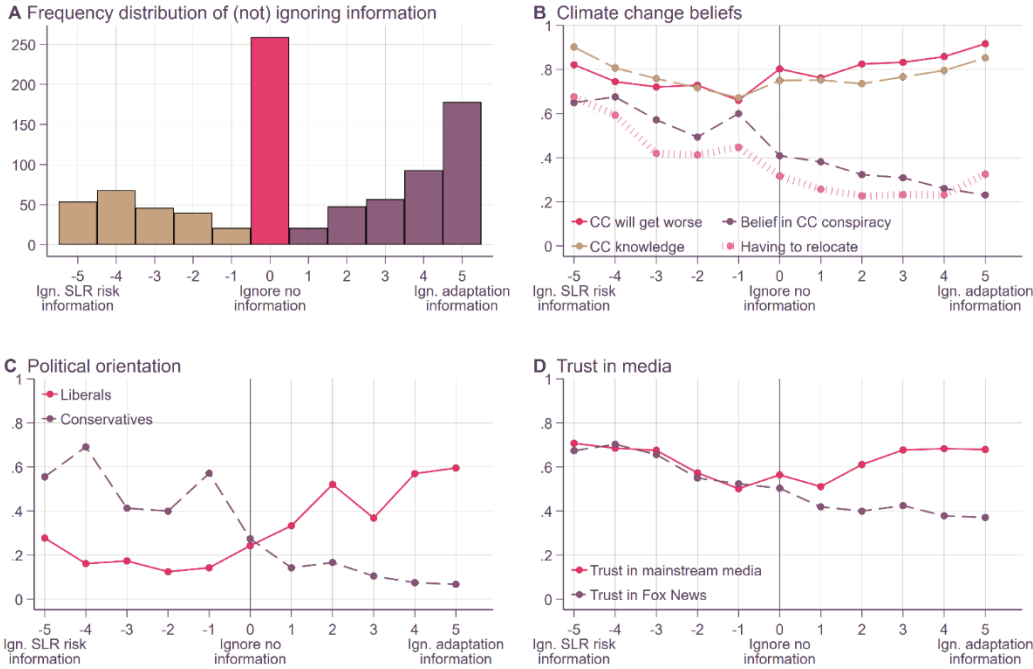 A Frequency distribution of (not) ignoring information
250
200
150
100
50
0
-5 -4 -3 -2 -1 0 1 2 3 4 5
Ign. SLR risk Ignore no Ign. adaptation
information information information
B Climate change beliefs
1
.8
.6
.4
.2
0
CC will get worse Belief in CC conspiracy
CC knowledge Having to relocate
-5 -4 -3 -2 -1 0 1 2 3 4 5
Ign. SLR risk Ignore no Ign. adaptation
information information information
C Political orientation
1
.8
.6
.4
.2
0
Liberals
Conservatives
-5 -4 -3 -2 -1 0 1 2 3 4 5
Ign. SLR risk Ignore no Ign. adaptation
information information information
D Trust in media
1
.8
.6
.4
.2
0
Trust in mainstream media
Trust in Fox News
-5 -4 -3 -2 -1 0 1 2 3 4 5
Ign. SLR risk Ignore no Ign. adaptation
information information information